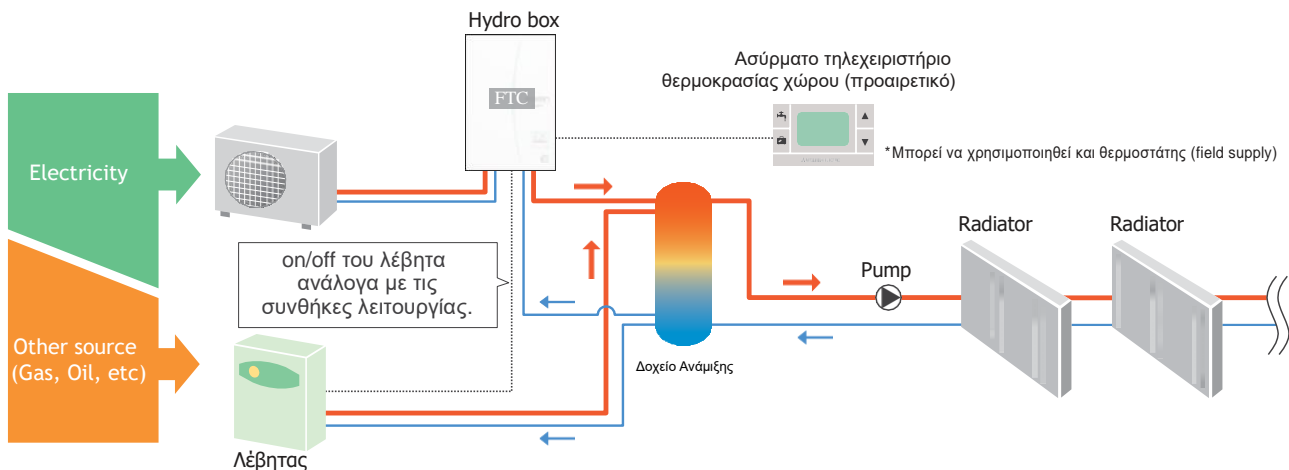 Hydro box
Ασύρματο τηλεχειριστήριο
θερμοκρασίας χώρου (προαιρετικό)
FTC
*Μπορεί να χρησιμοποιηθεί και θερμοστάτης (field supply)
Electricity
Radiator
Radiator
on/off του λέβητα
ανάλογα με τις
συνθήκες λειτουργίας.
Pump
Other source
(Gas, Oil, etc)
Δοχείο Ανάμιξης
Λέβητας